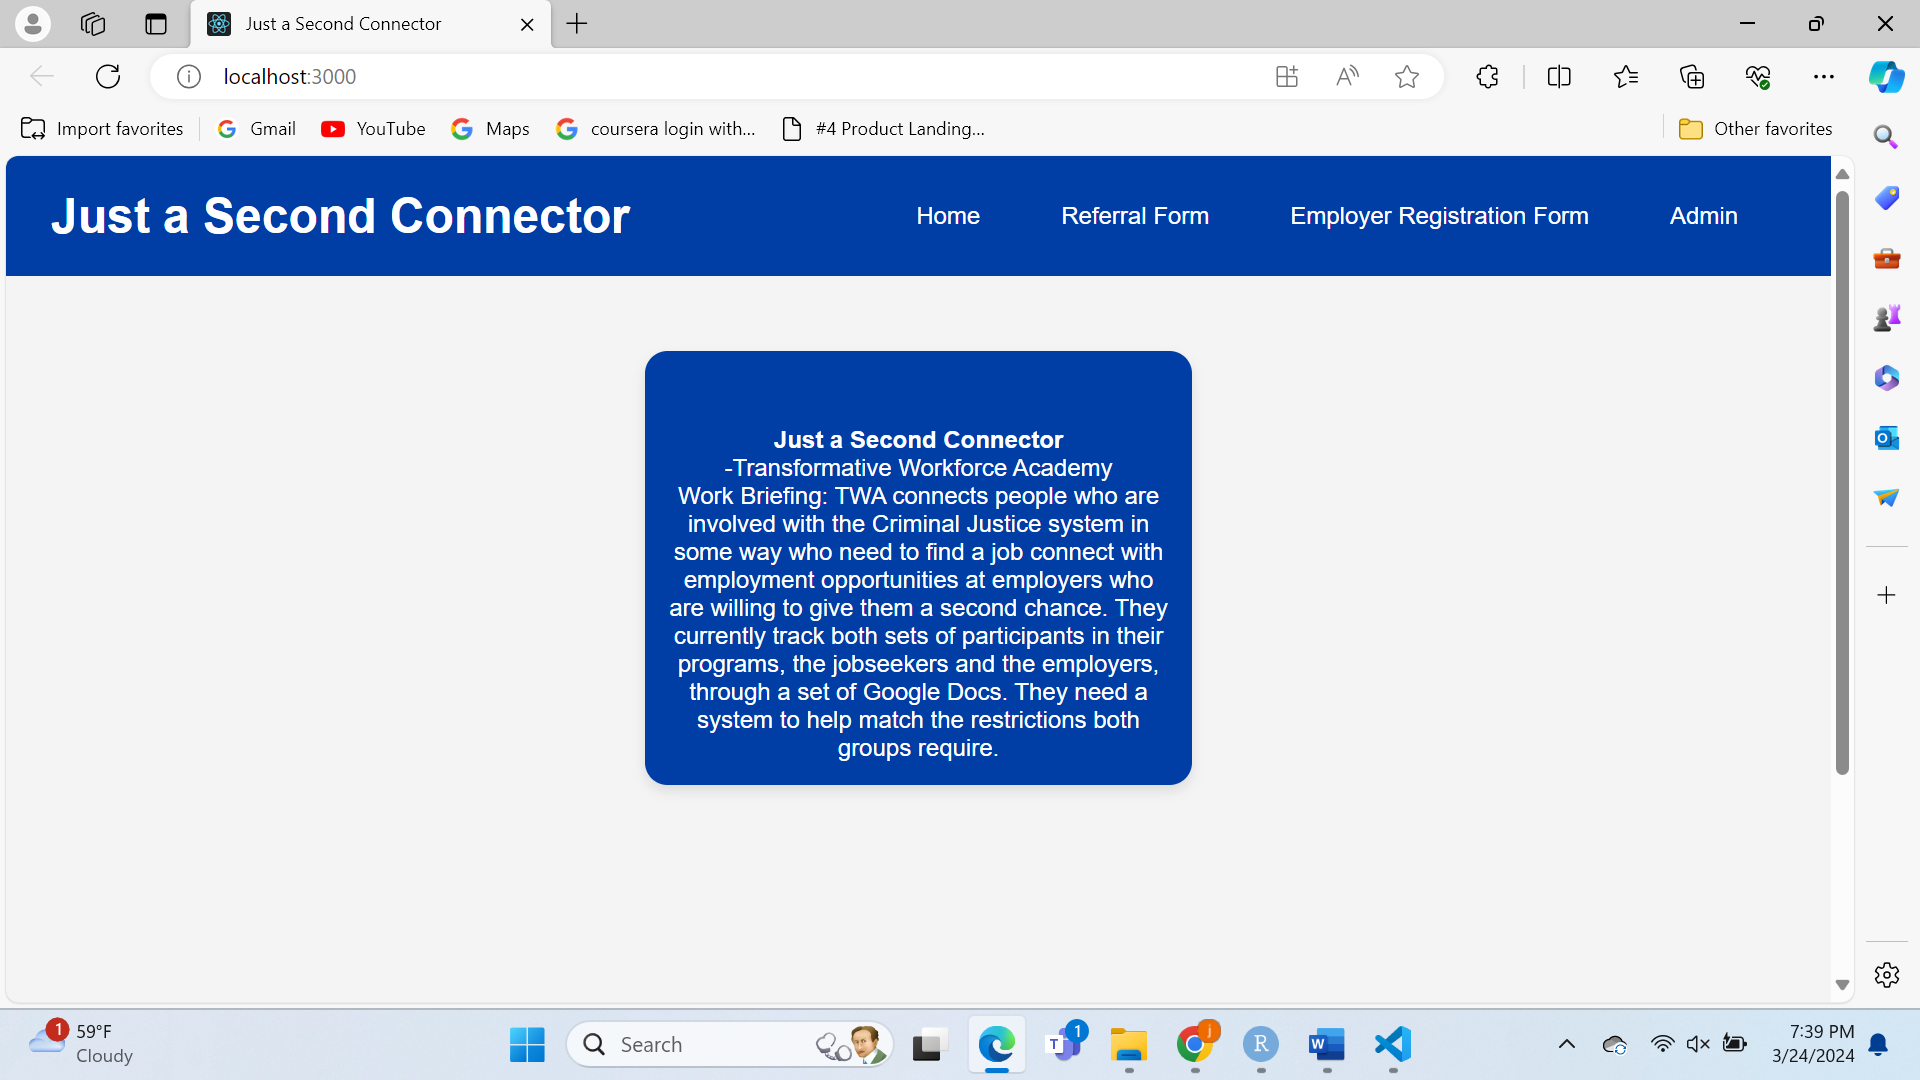 Just a Second Connector
localhost:3000
Import favorites
Gmail
YouTube
Maps
coursera login with...
#4 Product Landing...
Other favorites
Just a Second Connector
Home
Referral Form
Employer Registration Form
Admin
Just a Second Connector
-Transformative Workforce Academy
Work Briefing: TWA connects people who are
involved with the Criminal Justice system in
some way who need to find a job connect with
employment opportunities at employers who
are willing to give them a second chance. They
currently track both sets of participants in their
programs, the jobseekers and the employers,
through a set of Google Docs. They need a
system to help match the restrictions both
groups require.
1
59°F
Cloudy
Search
1
j
7:39 PM
3/24/2024